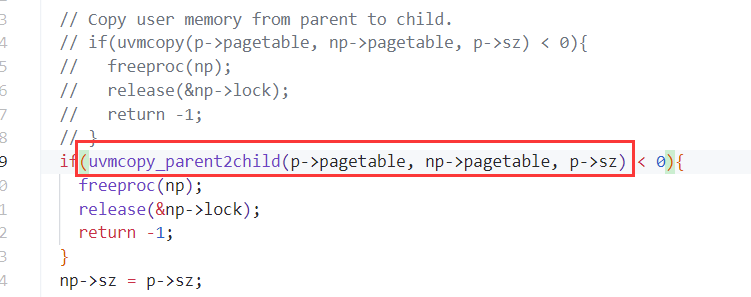 3 // Copy user memory from parent to child.
4 // if(uvmcopy(p->pagetable, np->pagetable, p->sz) < 0){
5 //   freeproc(np);
6 //   release(&np->lock);
7 //   return -1;
8 // }
9 if(uvmcopy_parent2child(p->pagetable, np->pagetable, p->sz) < 0){
0   freeproc(np);
1   release(&np->lock);
2   return -1;
3 }
4 np->sz = p->sz;